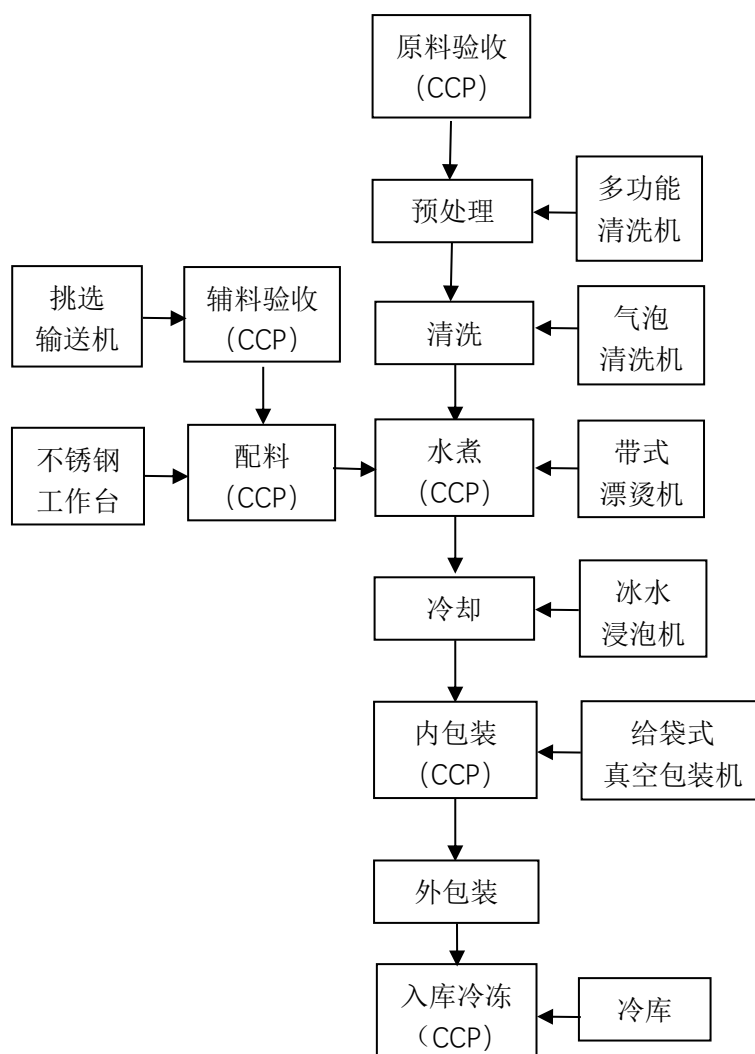 原料验收
（CCP）
预处理
多功能
清洗机
挑选
输送机
辅料验收
（CCP）
清洗
气泡
清洗机
不锈钢
工作台
配料
（CCP）
水煮
（CCP）
带式
漂烫机
冷却
冰水
浸泡机
内包装
（CCP）
给袋式
真空包装机
外包装
入库冷冻
（CCP）
冷库